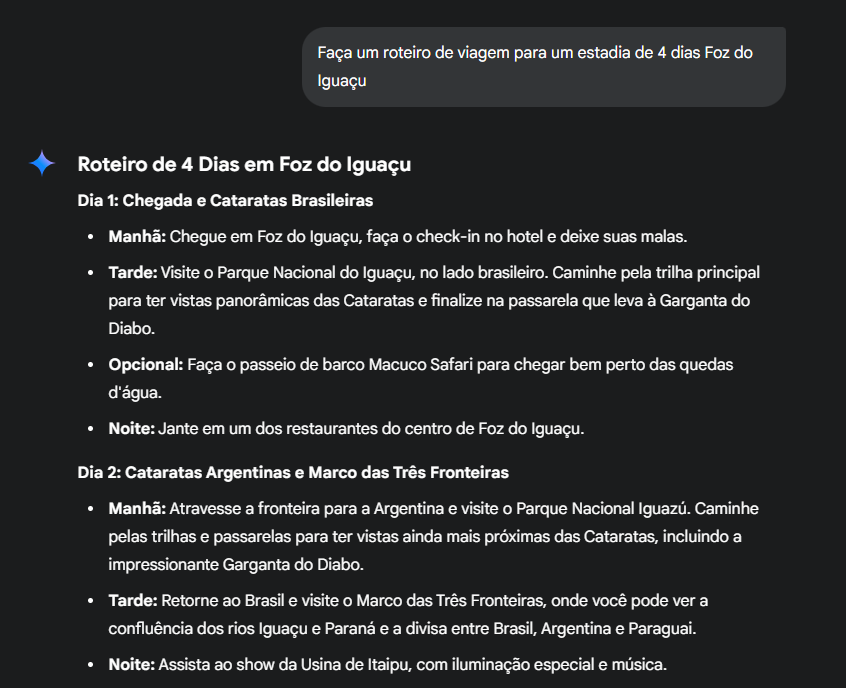 Faça um roteiro de viagem para um estadia de 4 dias Foz do
Iguaçu
Roteiro de 4 Dias em Foz do Iguaçu
Dia 1: Chegada e Cataratas Brasileiras
• Manhã: Chegue em Foz do Iguaçu, faça o check-in no hotel e deixe suas malas.
• Tarde: Visite o Parque Nacional do Iguaçu, no lado brasileiro. Caminhe pela trilha principal
para ter vistas panorâmicas das Cataratas e finalize na passarela que leva à Garganta do
Diabo.
• Opcional: Faça o passeio de barco Macuco Safari para chegar bem perto das quedas
d'água.
• Noite: Jante em um dos restaurantes do centro de Foz do Iguaçu.
Dia 2: Cataratas Argentinas e Marco das Três Fronteiras
• Manhã: Atravesse a fronteira para a Argentina e visite o Parque Nacional Iguazú. Caminhe
pelas trilhas e passarelas para ter vistas ainda mais próximas das Cataratas, incluindo a
impressionante Garganta do Diabo.
• Tarde: Retorne ao Brasil e visite o Marco das Três Fronteiras, onde você pode ver a
confluência dos rios Iguaçu e Paraná e a divisa entre Brasil, Argentina e Paraguai.
• Noite: Assista ao show da Usina de Itaipu, com iluminação especial e música.